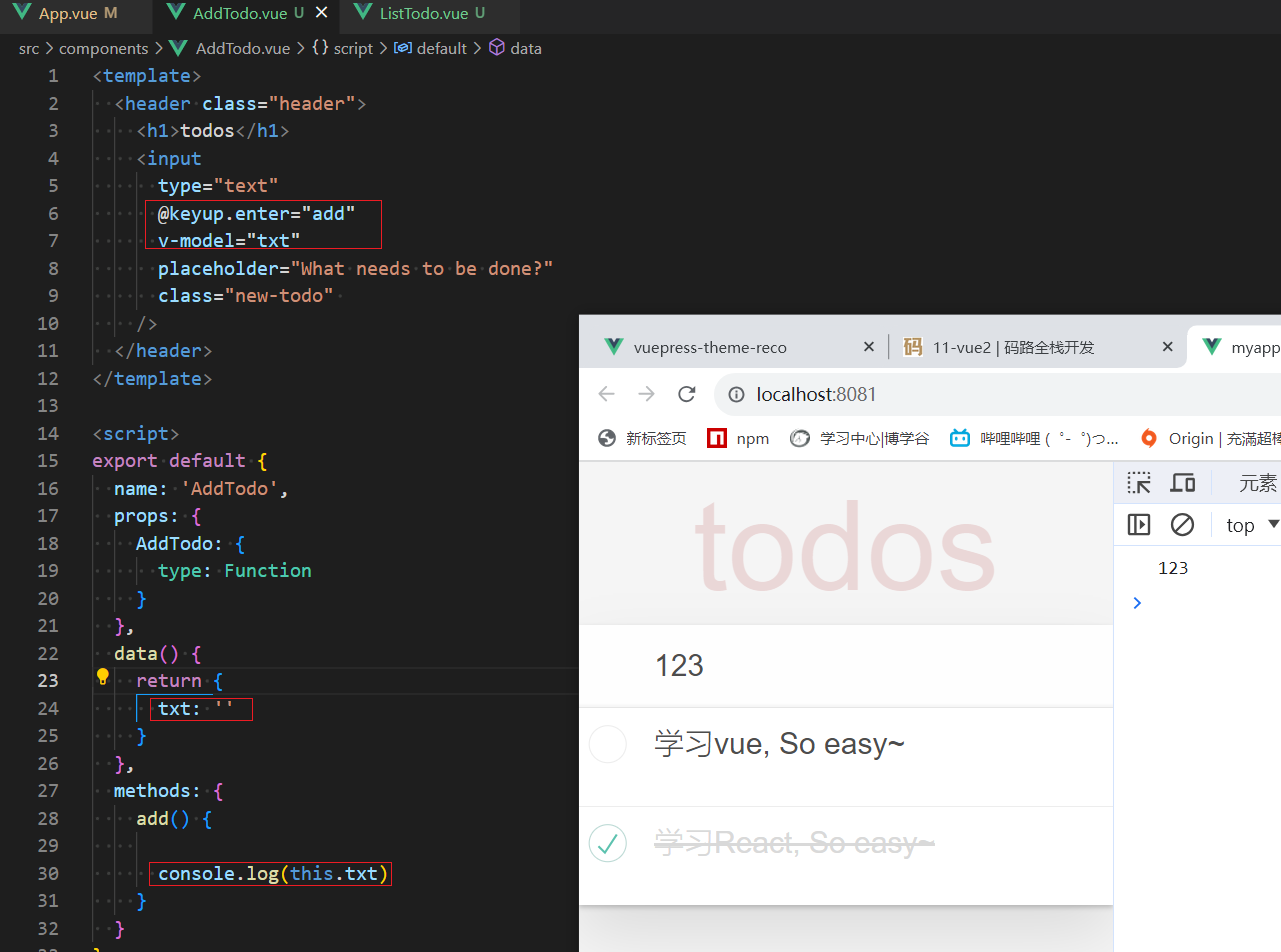 App.vue M AddTodo.vue U ListTodo.vue U
src > components > AddTodo.vue > {} script > default > data
1 <template>
2 <header class="header">
3 <h1>todos</h1>
4 <input
5 type="text"
6 @keyup.enter="add"
7 v-model="txt"
8 placeholder="What needs to be done?"
9 class="new-todo"
10 />
11 </header>
12 </template>
13
14 <script>
15 export default {
16 name: 'AddTodo',
17 props: {
18 AddTodo: {
19 type: Function
20 }
21 },
22 data() {
23 return {
24 txt: ''
25 }
26 },
27 methods: {
28 add() {
29
30 console.log(this.txt)
31 }
32 }
vuepress-theme-reco 码 11-vue2 | 码路全栈开发 myapp
localhost:8081
新标签页 npm 学习中心|博学谷 哔哩哔哩 (゜-゜)つ... Origin | 充滿超棒
元素
top
todos
123
123
学习vue, So easy~
学习React, So easy~